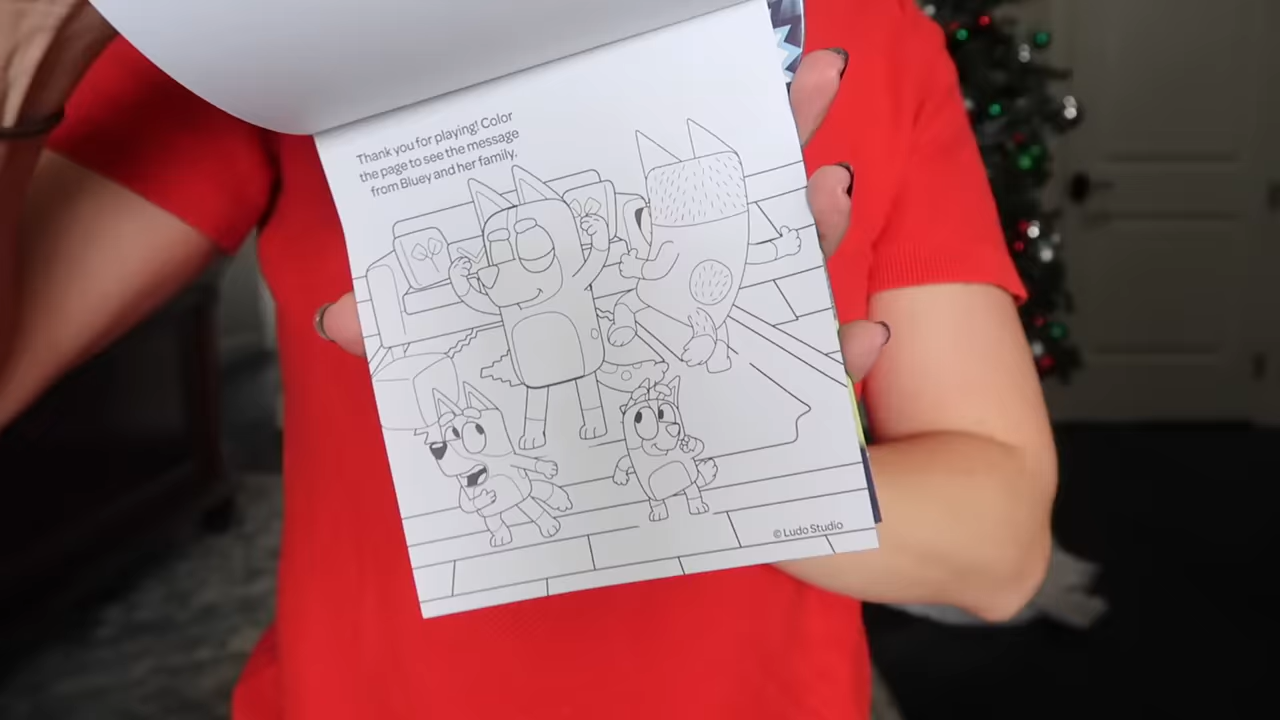 Thank you for playing! Color
the page to see the message
from Bluey and her family.
© Ludo Studio